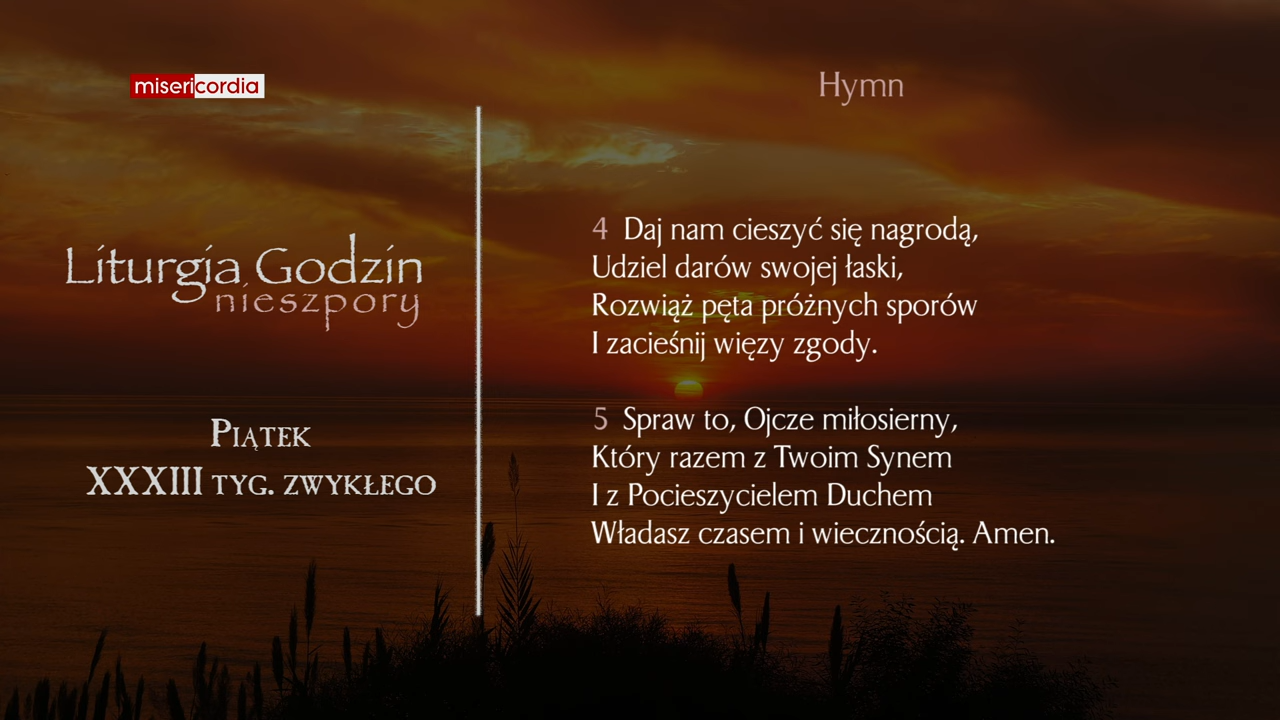 misericordia
Liturgia Godzin
nieszpory
Piątek
XXXIII tyg. zwykłego
Hymn
4 Daj nam cieszyć się nagrodą,
Udziel darów swojej łaski,
Rozwiąż pęta próżnych sporów
I zacieśnij więzy zgody.
5 Spraw to, Ojcze miłosierny,
Który razem z Twoim Synem
I z Pocieszycielem Duchem
Władasz czasem i wiecznością. Amen.